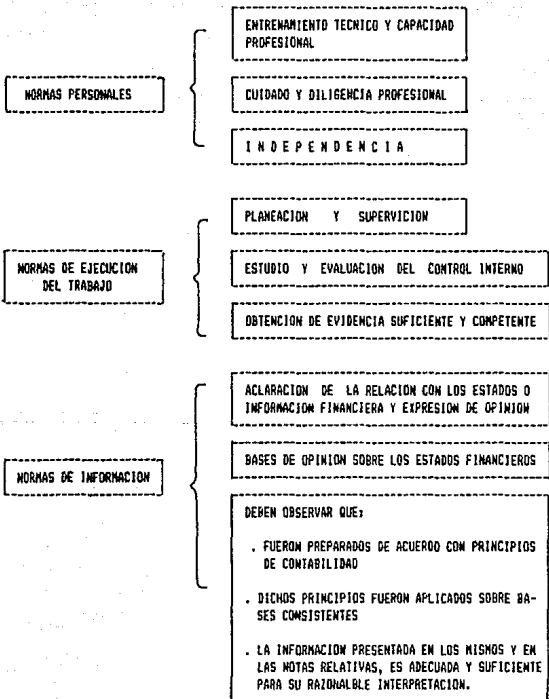 ENTRENAMIENTO TECNICO Y CAPACIDAD
PROFESIONAL
NORMAS PERSONALES
CUIDADO Y DILIGENCIA PROFESIONAL
I N D E P E N D E N C I A
PLANEACION Y SUPERVICION
NORMAS DE EJECUCION
DEL TRABAJO
ESTUDIO Y EVALUACION DEL CONTROL INTERNO
OBTENCION DE EVIDENCIA SUFICIENTE Y COMPETENTE
ACLARACION DE LA RELACION CON LOS ESTADOS O
INFORMACION FINANCIERA Y EXPRESION DE OPINION
NORMAS DE INFORMACION
BASES DE OPINION SOBRE LOS ESTADOS FINANCIEROS
DEBEN OBSERVAR QUE:
. FUERON PREPARADOS DE ACUERDO CON PRINCIPIOS
DE CONTABILIDAD
. DICHOS PRINCIPIOS FUERON APLICADOS SOBRE BA-
SES CONSISTENTES
. LA INFORMACION PRESENTADA EN LOS MISMOS Y EN
LAS NOTAS RELATIVAS, ES ADECUADA Y SUFICIENTE
PARA SU RAZONALBLE INTERPRETACION.